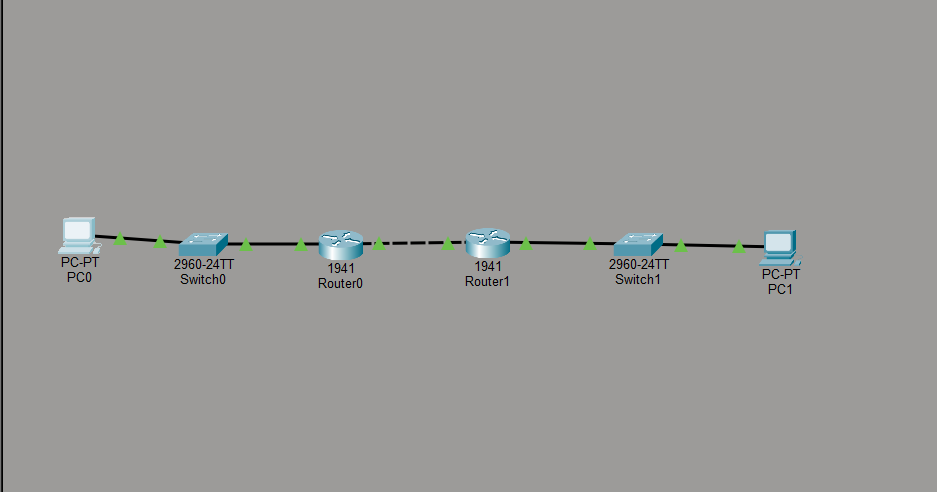 PC-PT
PC0
2960-24TT
Switch0
1941
Router0
1941
Router1
2960-24TT
Switch1
PC-PT
PC1